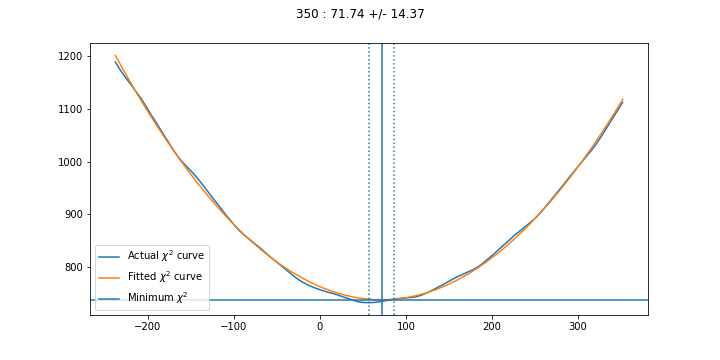 350 : 71.74 +/- 14.37
1200
1100
1000
900
800
Actual χ² curve
Fitted χ² curve
Minimum χ²
−200 −100 0 100 200 300